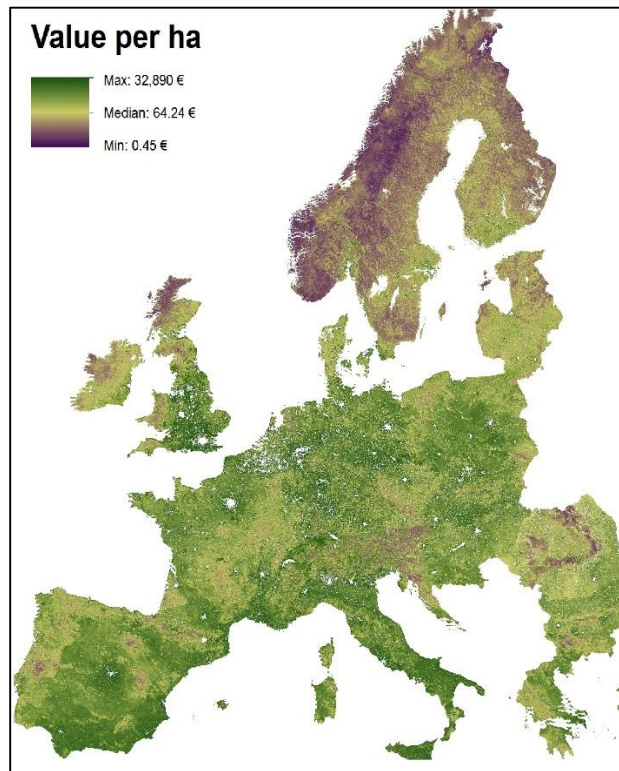 Value per ha
Max: 32,890 €
Median: 64.24 €
Min: 0.45 €